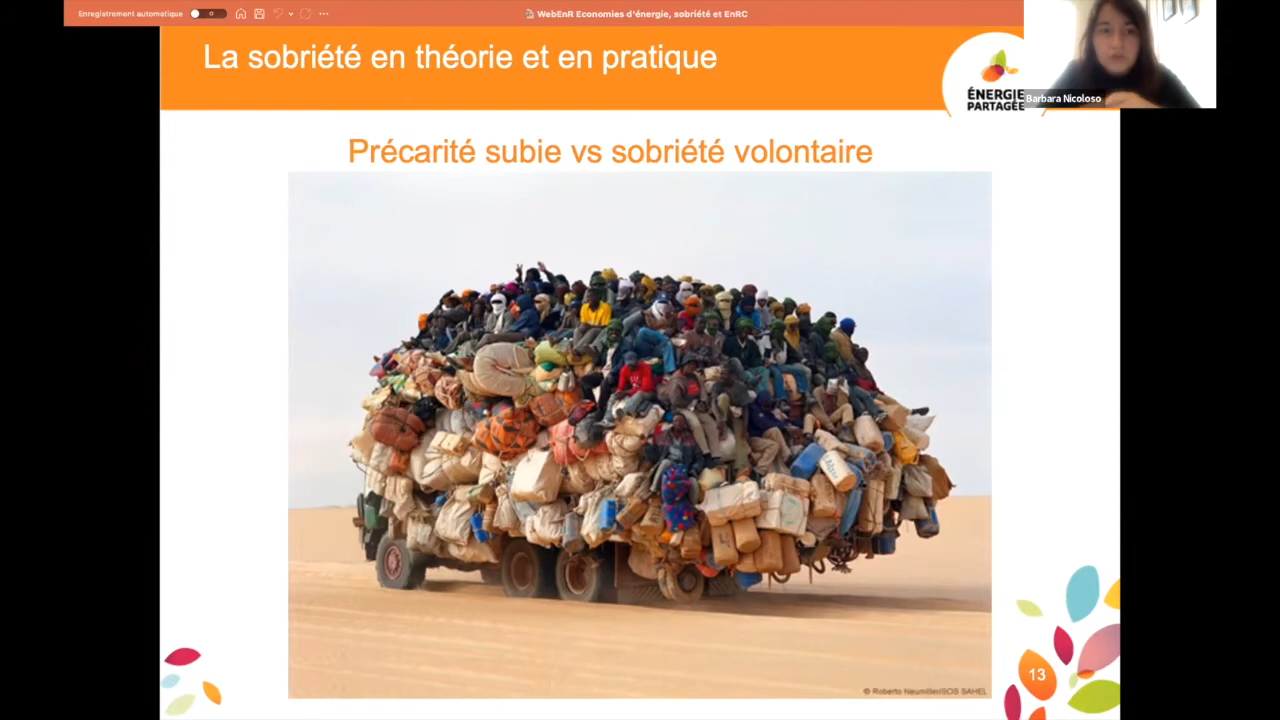 Enregistrement automatique
WebEnR Economies d'énergie, sobriété et EnRC
La sobriété en théorie et en pratique
ÉNERGIE
PARTAGÉE
Barbara Nicoloso
Précarité subie vs sobriété volontaire
© Roberto Neumiller/SOS SAHEL
13